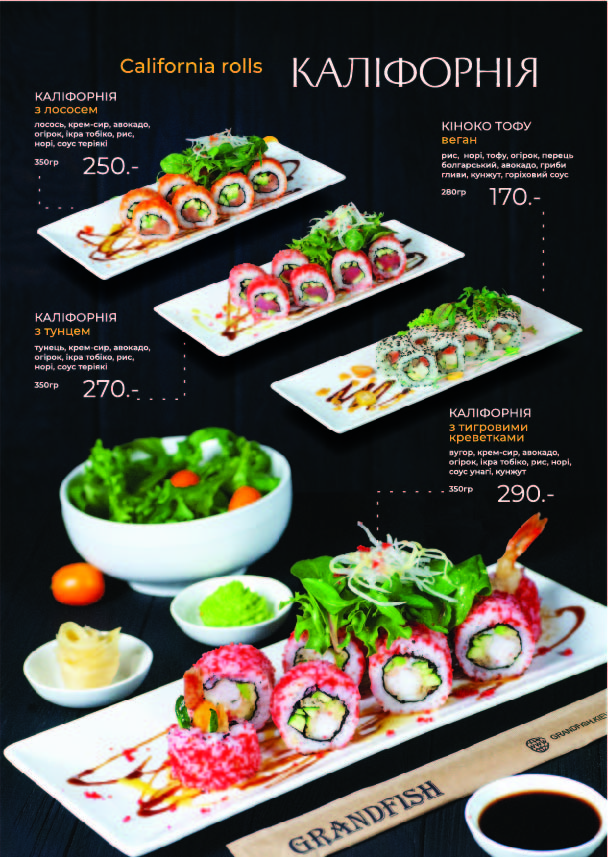 California rolls КАЛІФОРНІЯ
КАЛІФОРНІЯ
з лососем
лосось, крем-сир, авокадо,
огірок, ікра тобіко, рис,
норі, соус теріякі
350гр 250.-
КІНОКО ТОФУ
веган
рис, норі, тофу, огірок, перець
болгарський, авокадо, гриби
гливи, кунжут, горіховий соус
280гр 170.-
КАЛІФОРНІЯ
з тунцем
тунець, крем-сир, авокадо,
огірок, ікра тобіко, рис,
норі, соус теріякі
350гр 270.-
КАЛІФОРНІЯ
з тигровими
креветками
вугор, крем-сир, авокадо,
огірок, ікра тобіко, рис, норі,
соус унагі, кунжут
350гр 290.-
GRANDFISH